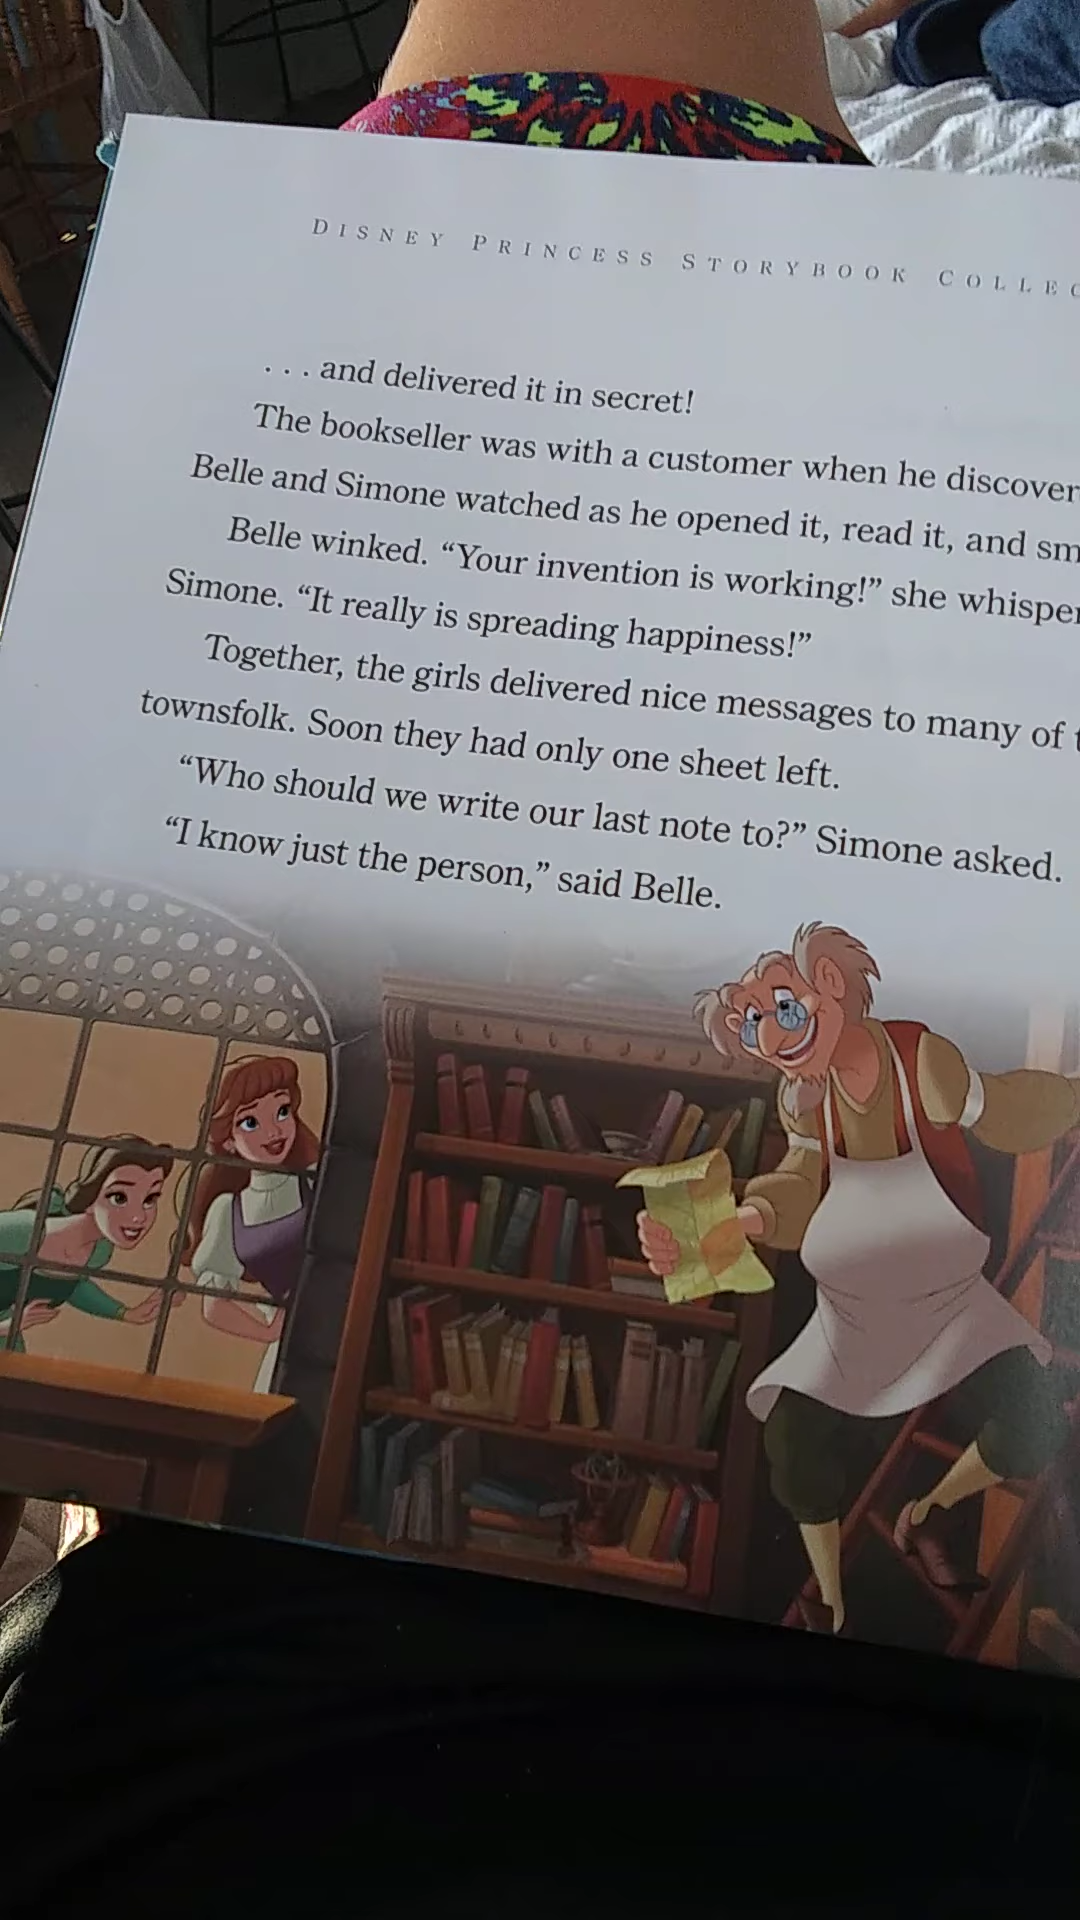 DISNEY PRINCESS STORYBOOK
. . . and delivered it in secret!
The bookseller was with a customer when he
Belle and Simone watched as he opened it, read it, and
Belle winked. “Your invention is working!” she
Simone. “It really is spreading happiness!”
Together, the girls delivered nice messages to many of
townsfolk. Soon they had only one sheet left.
“Who should we write our last note to?” Simone asked.
“I know just the person,” said Belle.